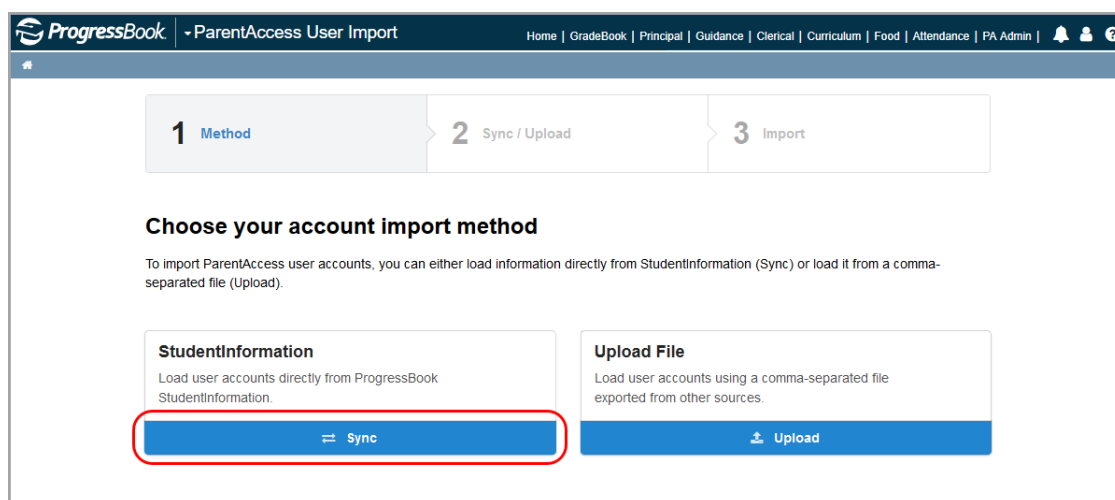 ProgressBook. ParentAccess User Import Home | GradeBook | Principal | Guidance | Clerical | Curriculum | Food | Attendance | PA Admin |
1 Method 2 Sync / Upload 3 Import
Choose your account import method
To import ParentAccess user accounts, you can either load information directly from StudentInformation (Sync) or load it from a comma-
separated file (Upload).
StudentInformation
Load user accounts directly from ProgressBook
StudentInformation.
Sync
Upload File
Load user accounts using a comma-separated file
exported from other sources.
Upload